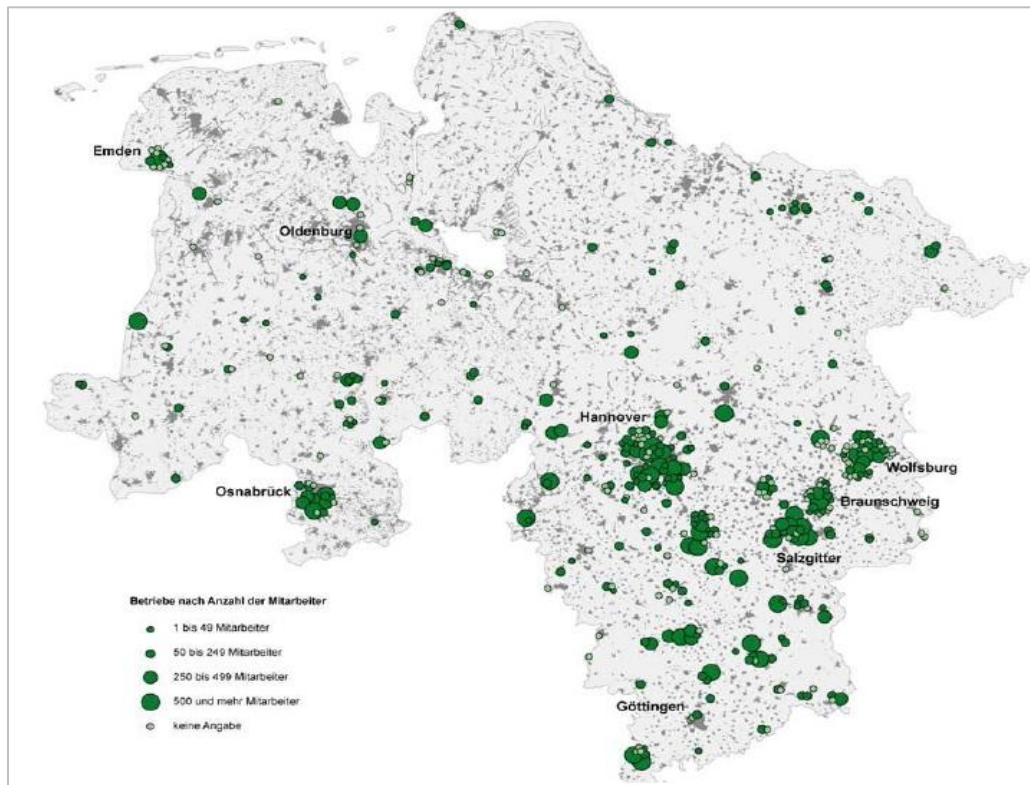 Emden
Oldenburg
Hannover
Wolfsburg
Osnabrück
Braunschweig
Salzgitter
Betriebe nach Anzahl der Mitarbeiter
1 bis 49 Mitarbeiter
50 bis 249 Mitarbeiter
250 bis 499 Mitarbeiter
500 und mehr Mitarbeiter
Göttingen
keine Angabe